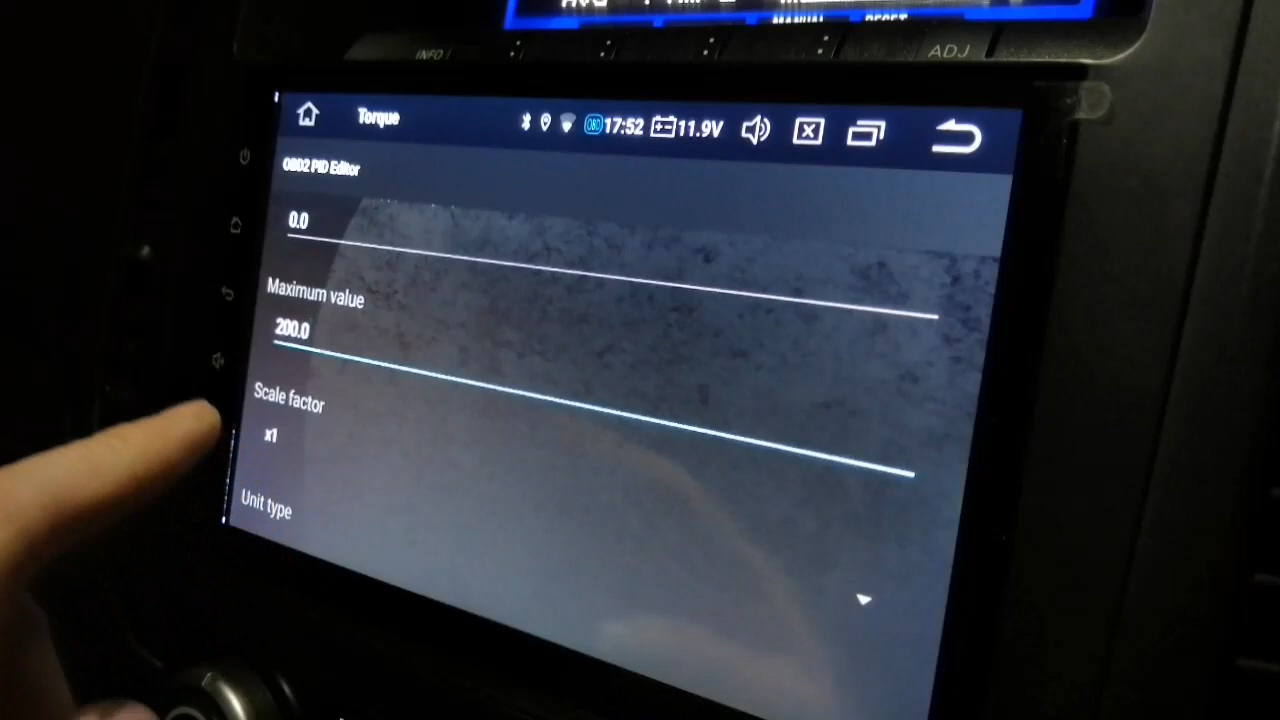 MANUAL RESET
INFO ADJ
Torque OBD 17:52 11.9V
OBD2 PID Editor
0.0
Maximum value
200.0
Scale factor
x1
Unit type